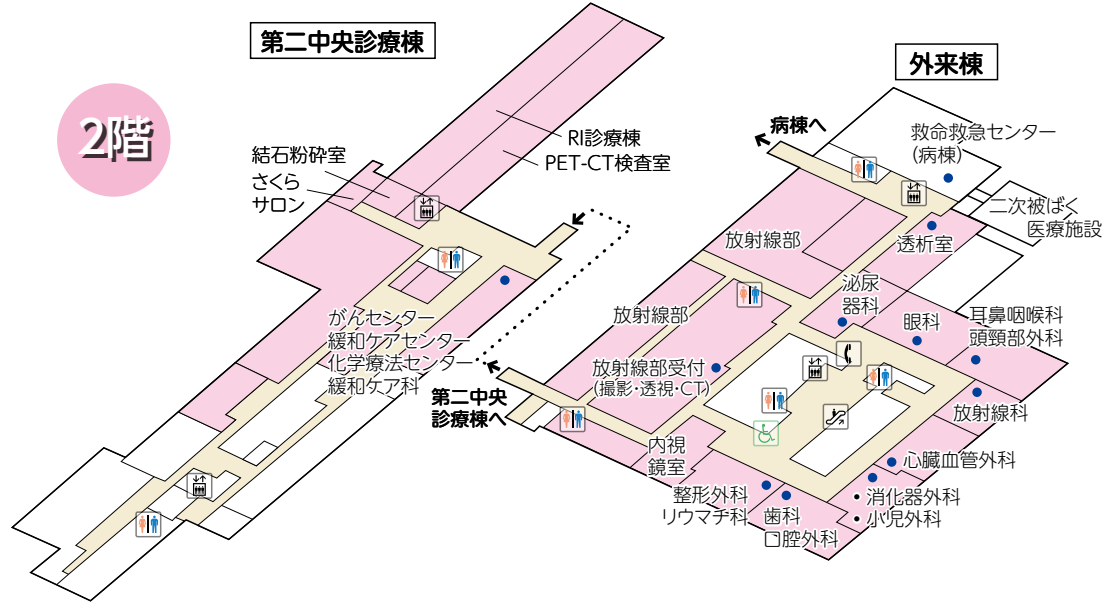 第二中央診療棟
外来棟
2階
病棟へ
救命救急センター
(病棟)
RI診療棟
PET-CT検査室
結石粉砕室
さくら
サロン
二次被ばく
医療施設
放射線部
透析室
泌尿
器科
眼科
耳鼻咽喉科
頭頸部外科
放射線部
がんセンター
緩和ケアセンター
化学療法センター
緩和ケア科
放射線部受付
(撮影・透視・CT)
第二中央
診療棟へ
放射線科
内視
鏡室
心臓血管外科
整形外科
リウマチ科
歯科
口腔外科
・消化器外科
・小児外科